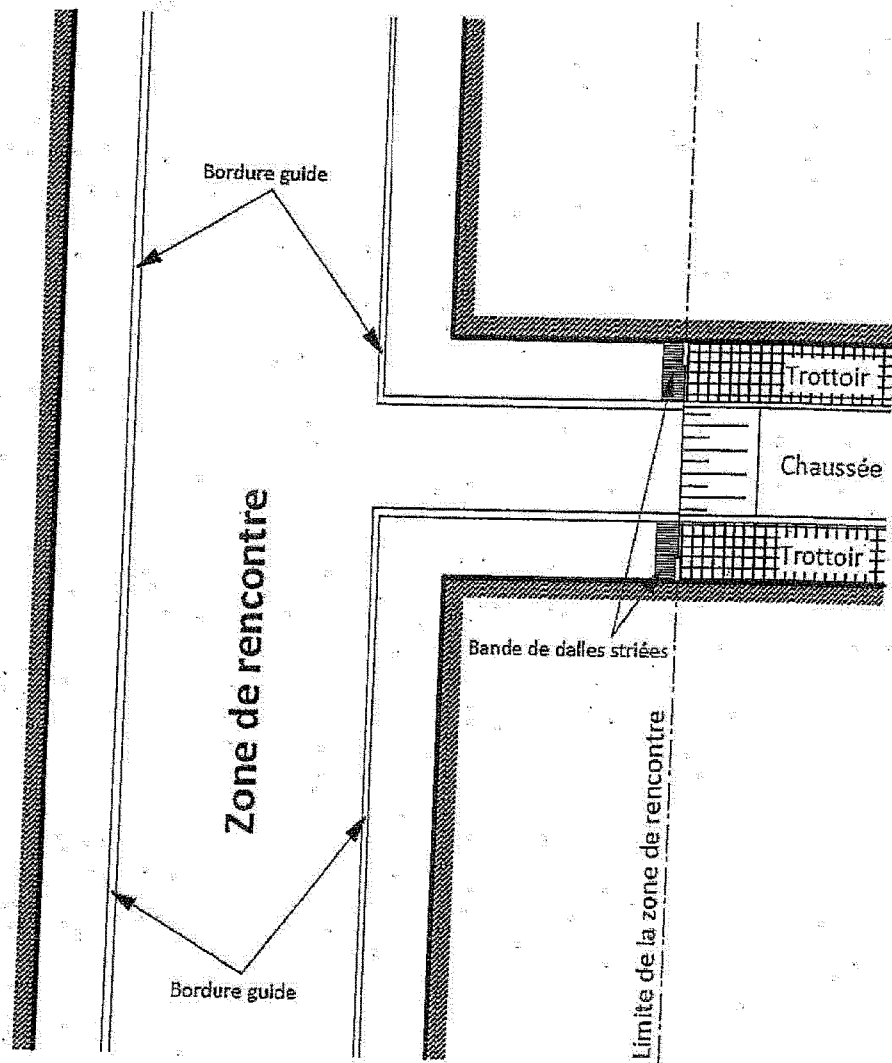 Bordure guide
Trottoir
Chaussée
Trottoir
Zone de rencontre
Bande de dalles striées
Limite de la zone de rencontre
Bordure guide